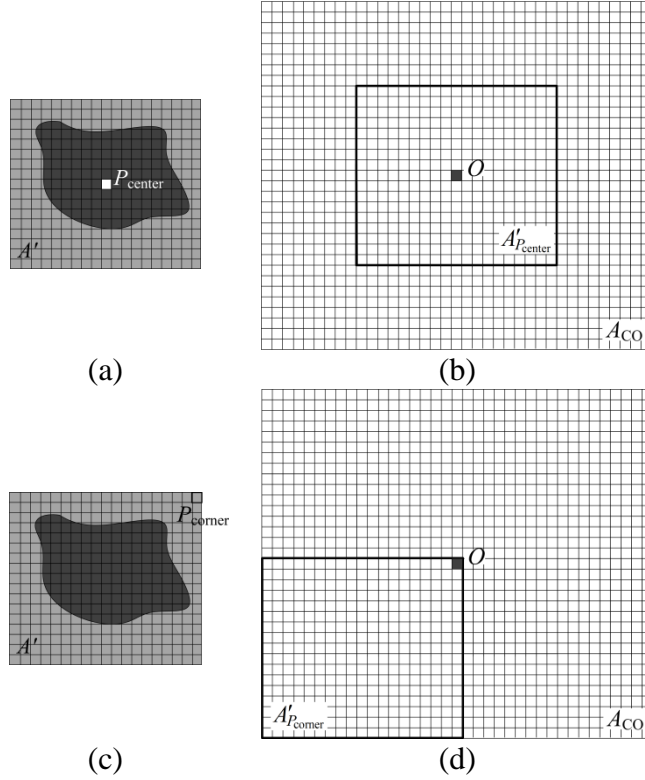 P_center
A′
O
A′_{P_center}
A_CO
(a)
(b)
P_corner
A′
O
A′_{P_corner}
A_CO
(c)
(d)